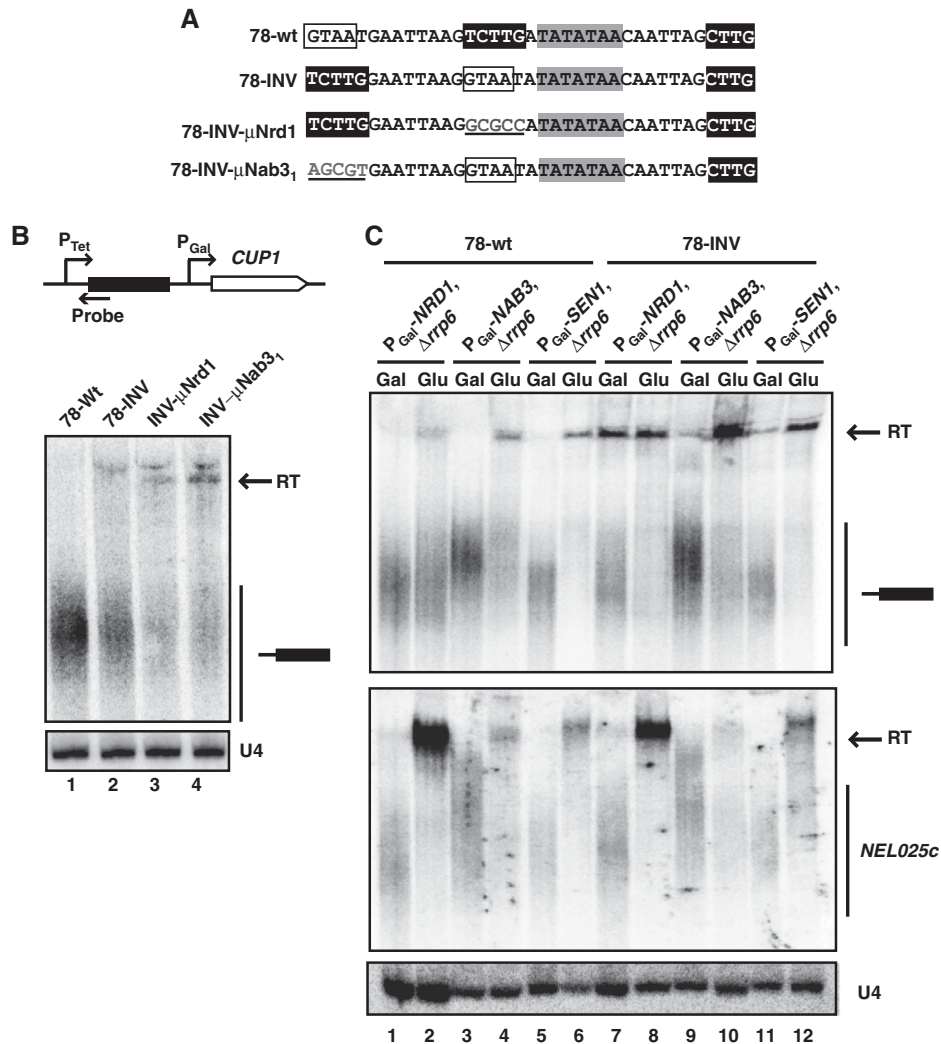 A
78-wt GTAATGAATTAAGTCTTGATATATAACAATTAGCTTG
78-INV TCTTGGAATTAAGGTAATATATATAACAATTAGCTTG
78-INV-μNrd1 TCTTGGAATTAAGGCGCCATATATAACAATTAGCTTG
78-INV-μNab3₁ AGCGTGAATTAAGGTAATATATATAACAATTAGCTTG
B
P_Tet P_Gal CUP1
Probe
78-Wt 78-INV INV-μNrd1 INV-μNab3₁
RT
U4
1 2 3 4
C
78-wt 78-INV
P_Gal-NRD1, Δrrp6 P_Gal-NAB3, Δrrp6 P_Gal-SEN1, Δrrp6 P_Gal-NRD1, Δrrp6 P_Gal-NAB3, Δrrp6 P_Gal-SEN1, Δrrp6
Gal Glu Gal Glu Gal Glu Gal Glu Gal Glu Gal Glu
RT
RT
NEL025c
U4
1 2 3 4 5 6 7 8 9 10 11 12